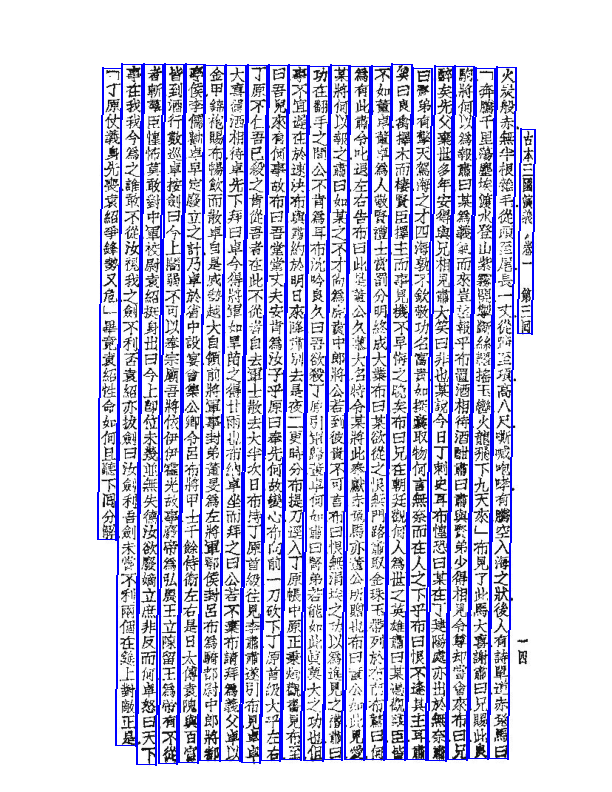 古本三國演義 卷一 第三回
火炭般赤無半根雜毛從頭至尾長一丈從蹄至項高八尺嘶喊咆哮有騰空入海之狀後人有詩單道赤兔馬曰
「奔騰千里蕩塵埃渡水登山紫霧開掣斷絲韁搖玉轡火龍飛下九天來」布見了此馬大喜謝肅曰兄賜此良
駒將何以為報肅曰某為義氣而來豈望報乎布置酒相待酒酣肅曰肅與賢弟少得相見令尊却嘗會來布曰兄
醉矣先父棄世多年安得與兄相見肅大笑曰非也某說今日丁刺史耳布惶恐曰某在丁建陽處亦出於無奈肅
曰賢弟有擎天駕海之才四海孰不欽敬功名富貴如探囊取物何言無奈而在人之下乎布曰恨不逢其主耳肅
笑曰良禽擇木而棲賢臣擇主而事見機不早悔之晚矣布曰兄在朝廷觀何人為世之英雄肅曰某遍觀羣臣皆
不如董卓董卓為人敬賢禮士賞罰分明終成大業布曰某欲從之恨無門路肅取金珠玉帶列於布前布驚曰何
為有此肅令叱退左右告布曰此是董公久慕大名特令某將此奉獻赤兔馬亦董公所贈也布曰董公如此見愛
某將何以報之肅曰如某之不才尚為虎賁中郎將公若到彼貴不可言布曰恨無涓埃之功以為進見之禮肅曰
功在翻手之間公不肯為耳布沈吟良久曰吾欲殺丁原引軍歸董卓何如肅曰賢弟若能如此真莫大之功也但
事不宜遲在於速決布與肅約於明日來降肅別去是夜二更時分布提刀逕入丁原帳中原正秉燭觀書見布至
曰吾兒來有何事故布曰吾堂堂丈夫安肯為汝子乎原曰奉先何故變心布向前一刀砍下丁原首級大呼左右
丁原不仁吾已殺之肯從吾者在此不從者自去軍士散去大半次日布持丁原首級往見李肅肅遂引布見卓卓
大喜置酒相待卓先下拜曰卓今得將軍如旱苗之得甘雨也布納卓坐而拜之曰公若不棄布請拜為義父卓以
金甲錦袍賜布暢飲而散卓自是威勢越大自領前將軍事封弟董旻為左將軍鄠侯封呂布為騎都尉中郎將都
亭侯李儒勸卓早定廢立之計卓乃於省中設宴會集公卿令呂布將甲士千餘侍衛左右是日太傅袁隗與百官
皆到酒行數巡卓按劍曰今上闇弱不可以奉宗廟吾將依伊尹霍光故事廢帝為弘農王立陳留王為帝有不從
者斬羣臣惶怖莫敢對中軍校尉袁紹挺身出曰今上卽位未幾並無失德汝欲廢嫡立庶非反而何卓怒曰天下
事在我我今為之誰敢不從汝視我之劍不利否袁紹亦拔劍曰汝劍利吾劍未嘗不利兩個在筵上對敵正是
「丁原仗義身先喪袁紹爭鋒勢又危」畢竟袁紹性命如何且聽下回分解
一四